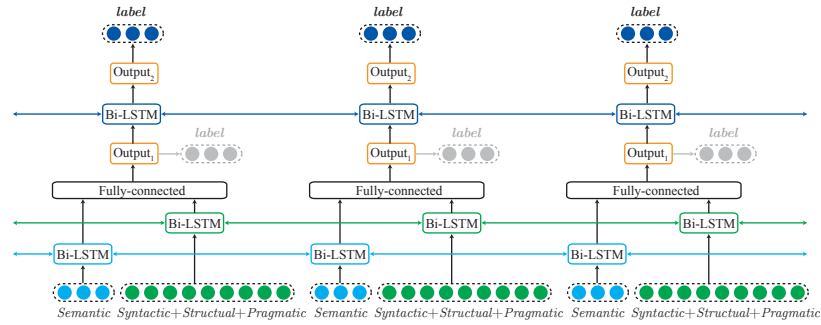 label label label
Output₂ Output₂ Output₂
Bi-LSTM Bi-LSTM Bi-LSTM
label label label
Output₁ Output₁ Output₁
Fully-connected Fully-connected Fully-connected
Bi-LSTM Bi-LSTM Bi-LSTM
Bi-LSTM Bi-LSTM Bi-LSTM
Semantic Syntactic+Structual+Pragmatic Semantic Syntactic+Structual+Pragmatic Semantic Syntactic+Structual+Pragmatic